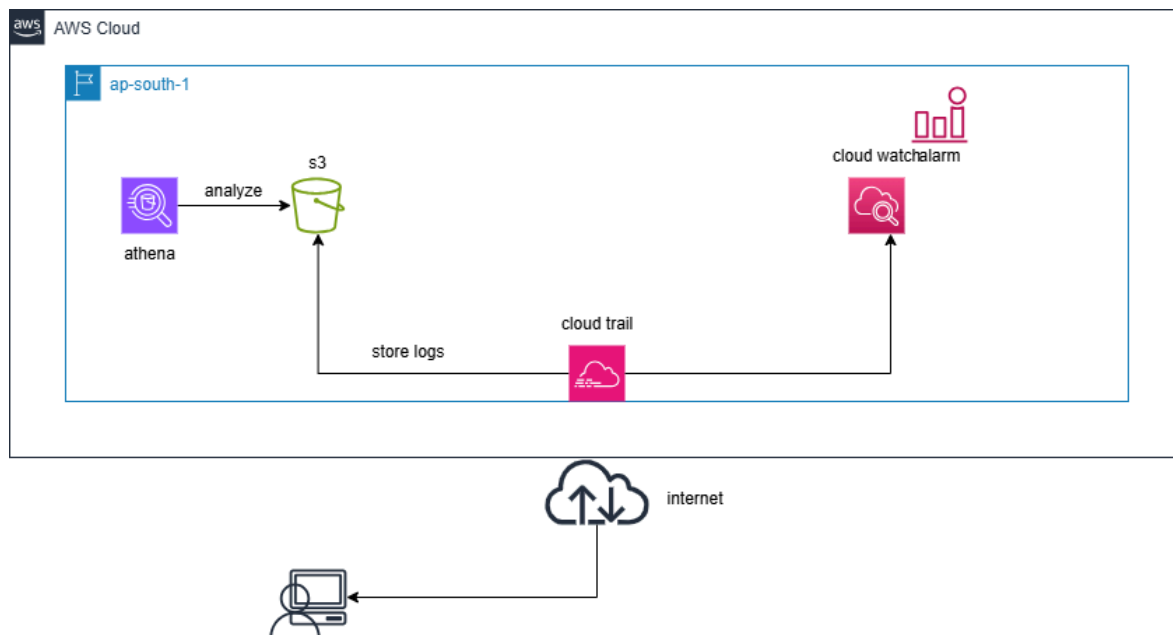 aws AWS Cloud
ap-south-1
s3
cloud watchalarm
analyze
athena
cloud trail
store logs
internet